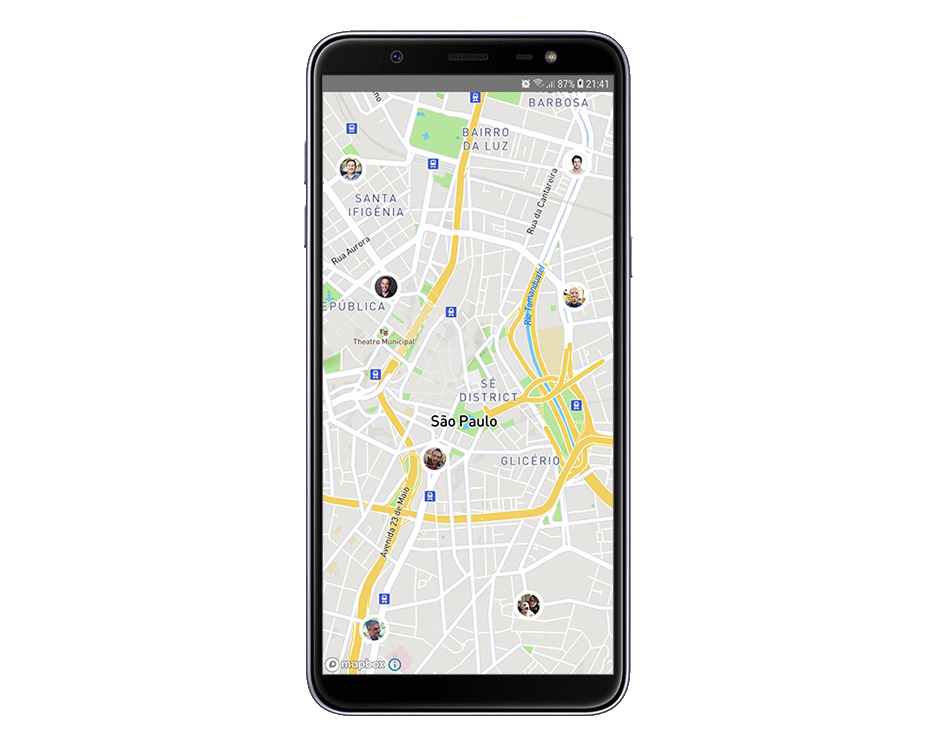 87% 21:41
BARBOSA
BAIRRO
DA LUZ
Rua da Cantareira
SANTA
IFIGÊNIA
Rua Aurora
EPÚBLICA
Rio Tamanduateí
Theatro Municipal
SÉ
DISTRICT
São Paulo
GLICÉRIO
Avenida 23 de Maio
mapbox